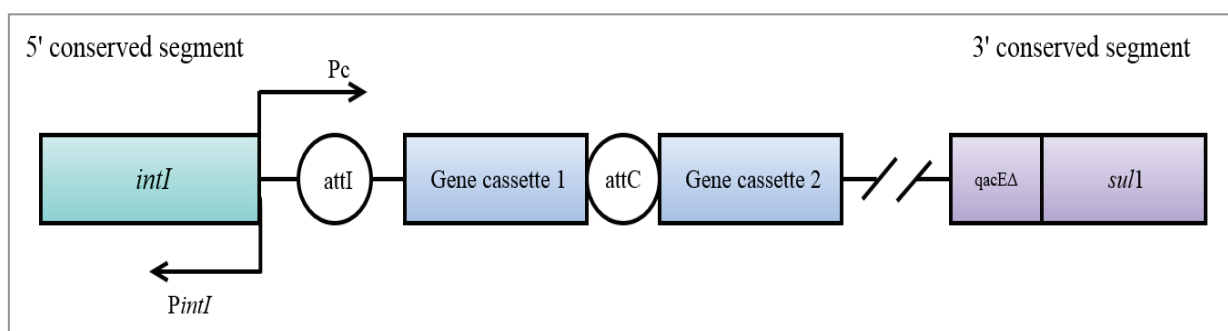 5' conserved segment
3' conserved segment
Pc
intI
attI
Gene cassette 1
attC
Gene cassette 2
qacEΔ
sul1
PintI